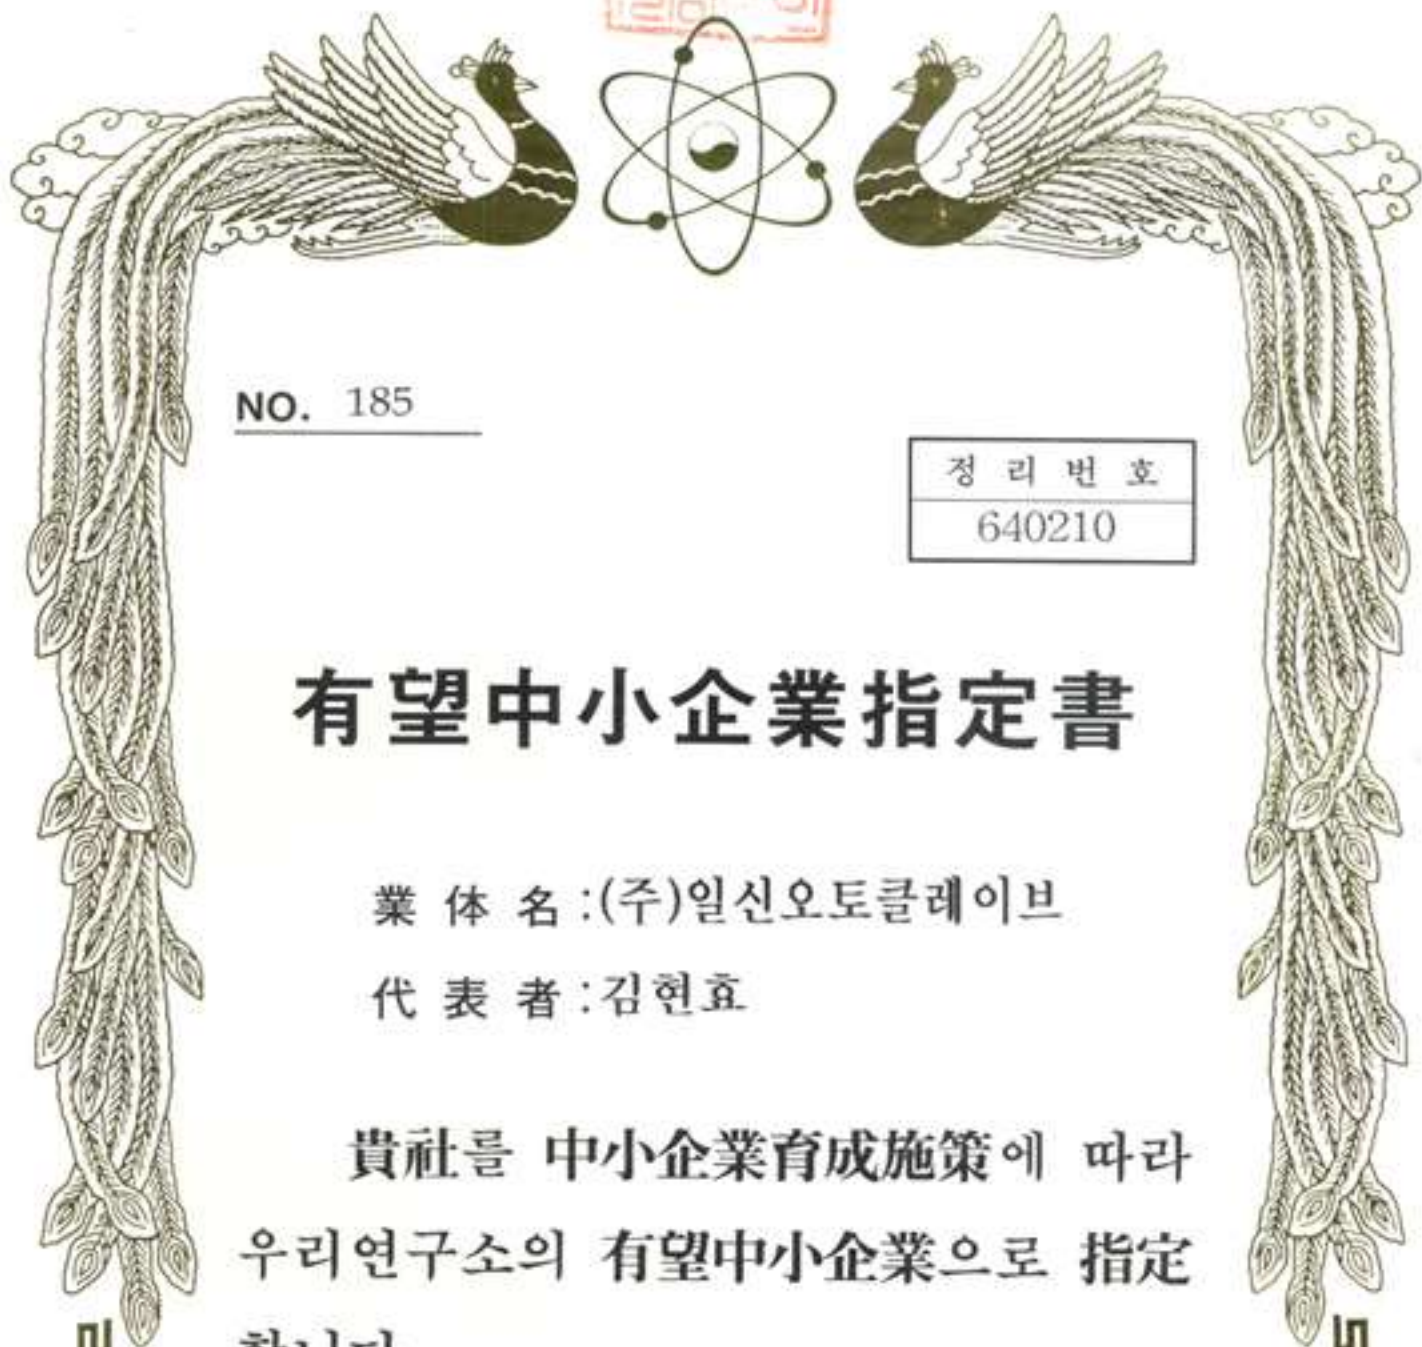 NO. 185
정리번호
640210
有望中小企業指定書
業体名:(주)일신오토클레이브
代表者:김현효
貴社를 中小企業育成施策에 따라
우리연구소의 有望中小企業으로 指定